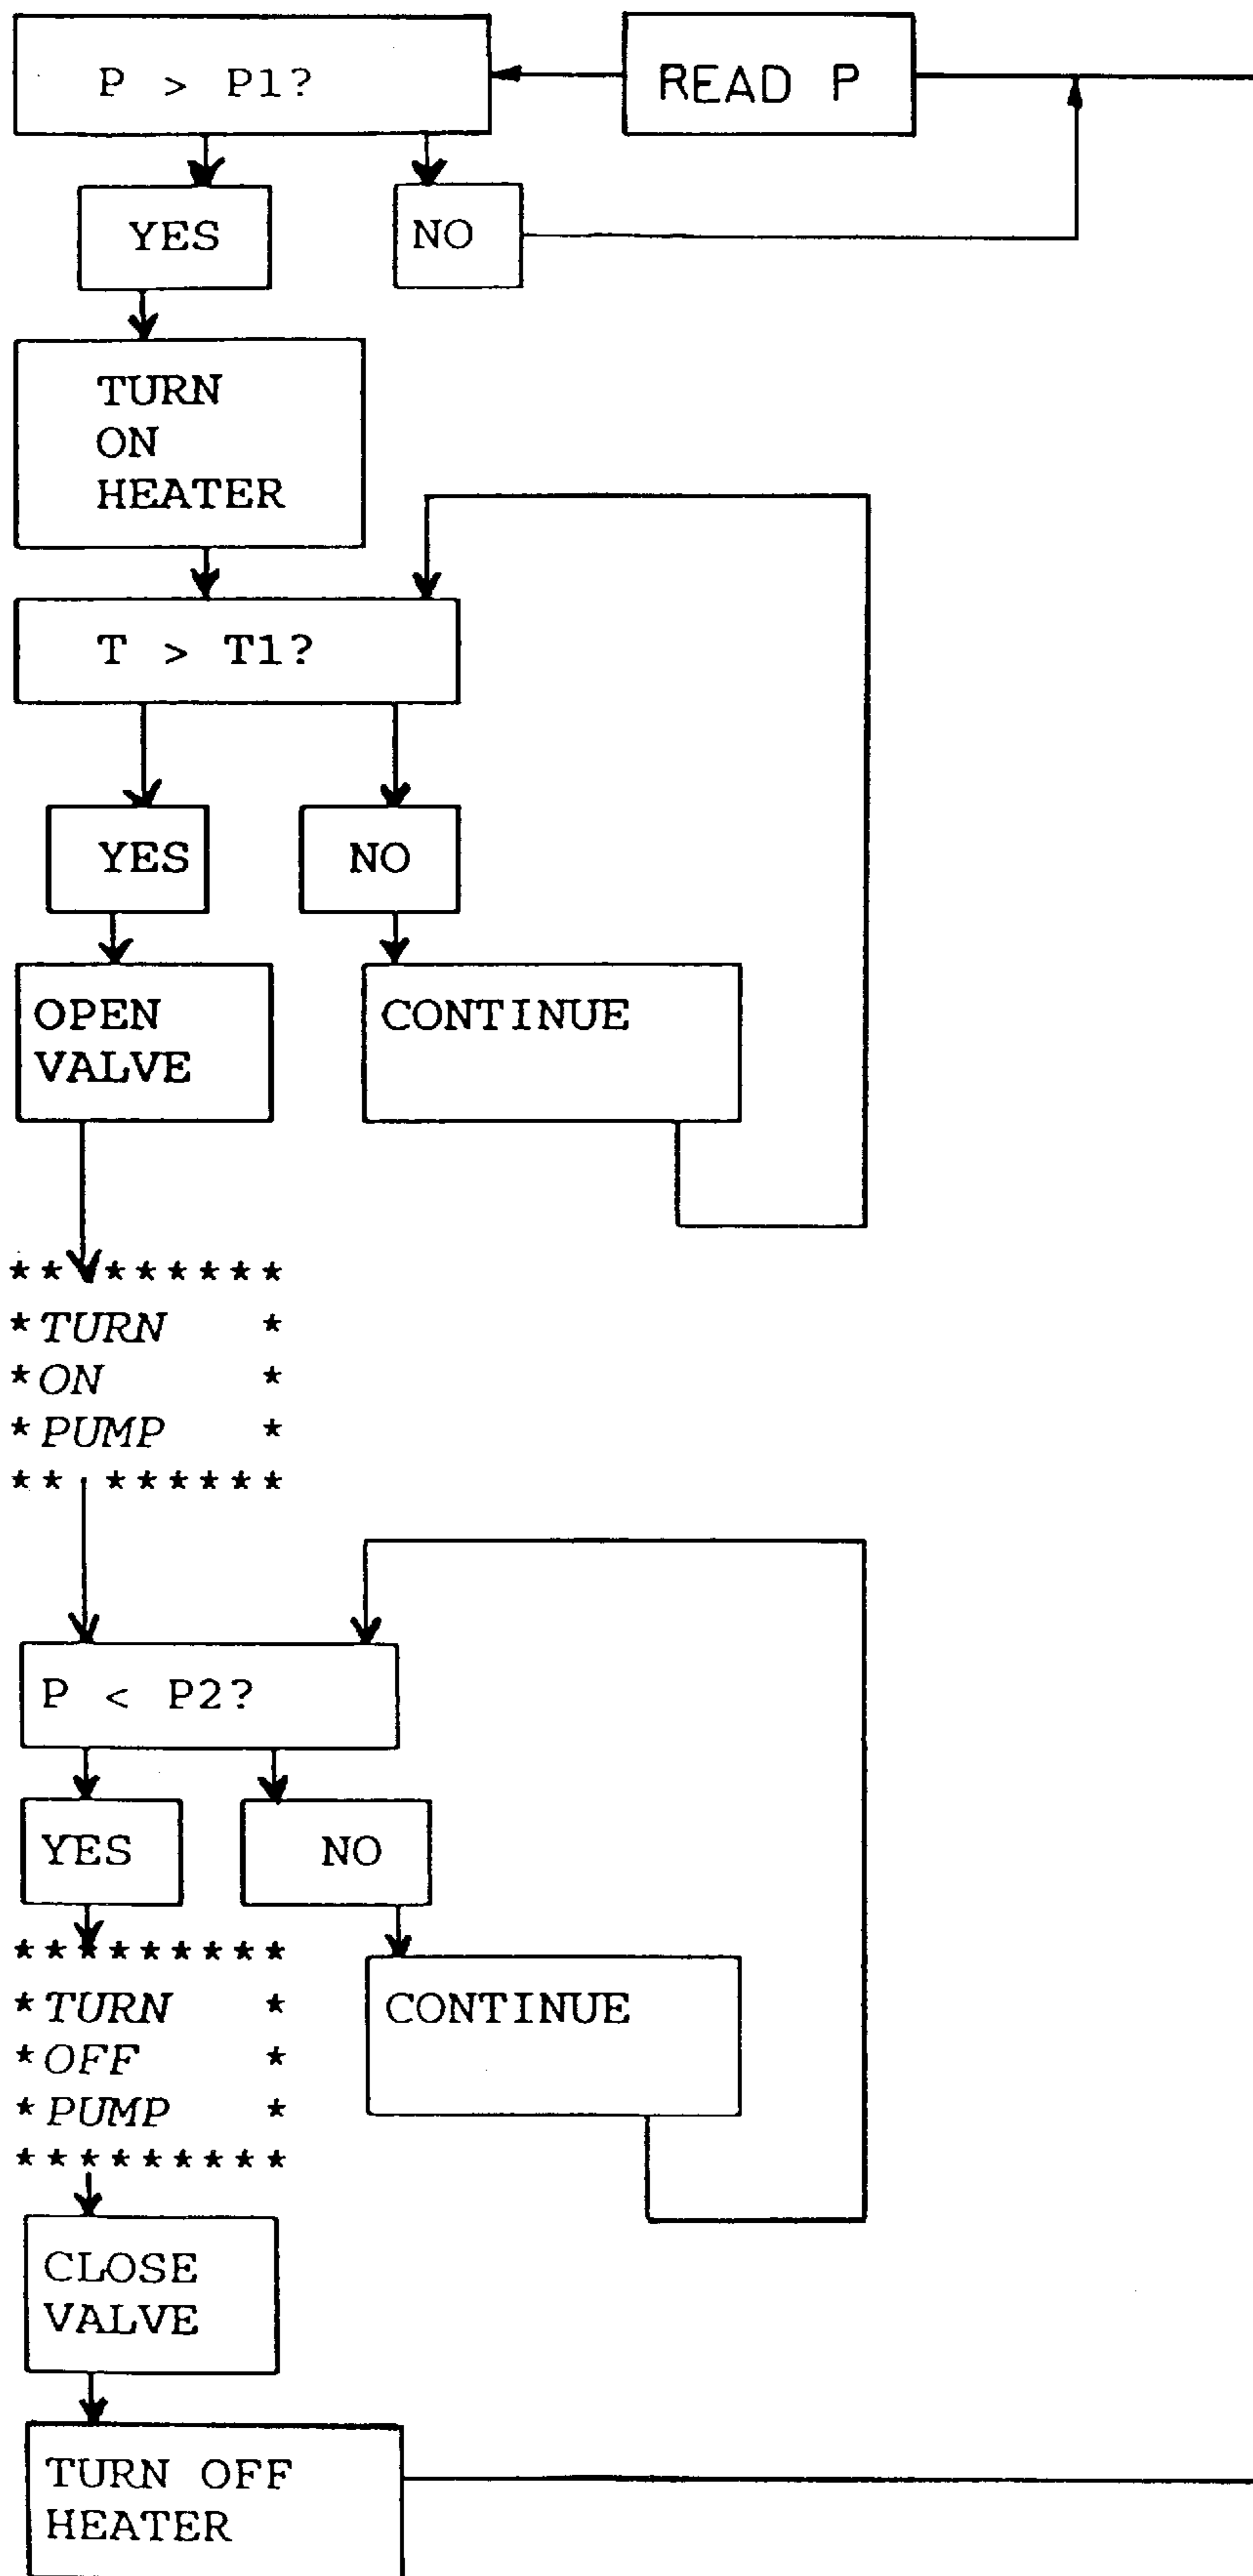 P > P1?
READ P
YES
NO
TURN
ON
HEATER
T > T1?
YES
NO
OPEN
VALVE
CONTINUE
* * * * * * * *
*TURN *
*ON *
*PUMP *
* * * * * * * *
P < P2?
YES
NO
* * * * * * * * *
*TURN *
*OFF *
*PUMP *
* * * * * * * * *
CONTINUE
CLOSE
VALVE
TURN OFF
HEATER